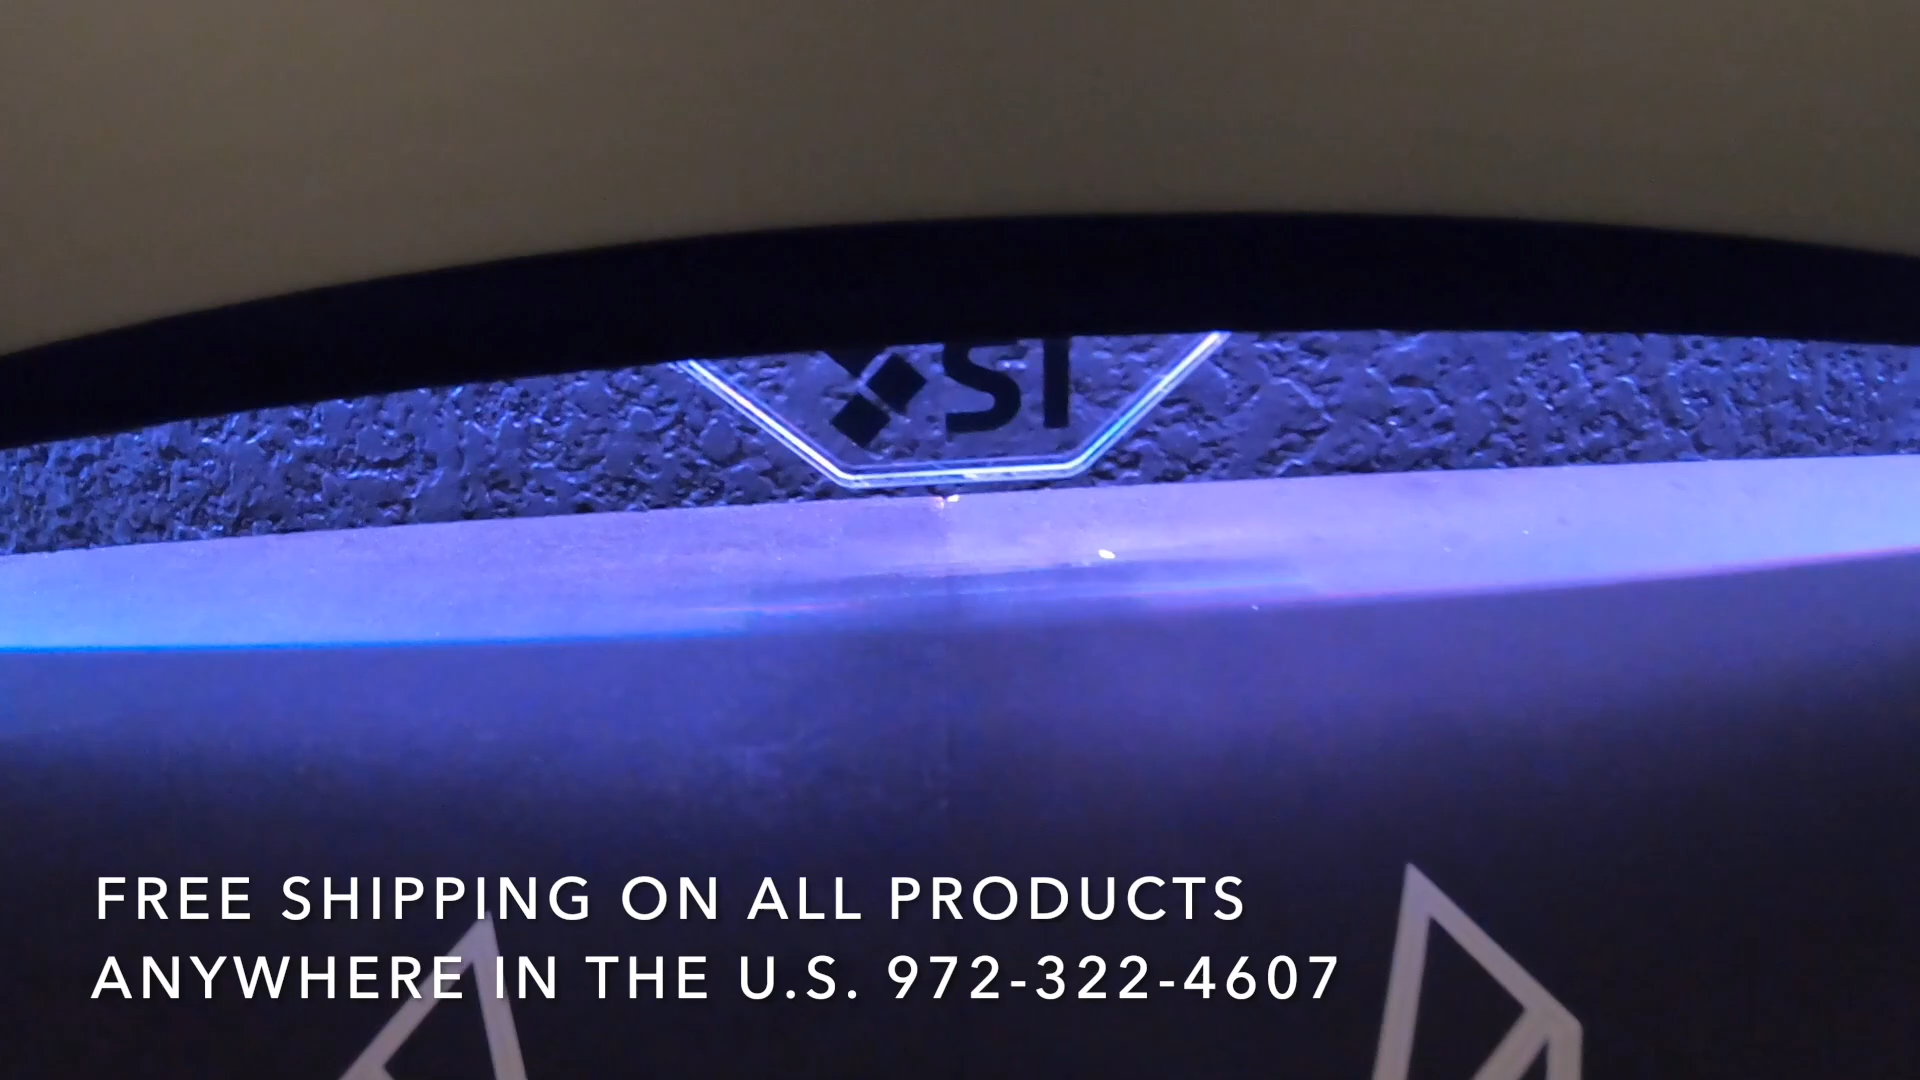 SI
FREE SHIPPING ON ALL PRODUCTS
ANYWHERE IN THE U.S. 972-322-4607